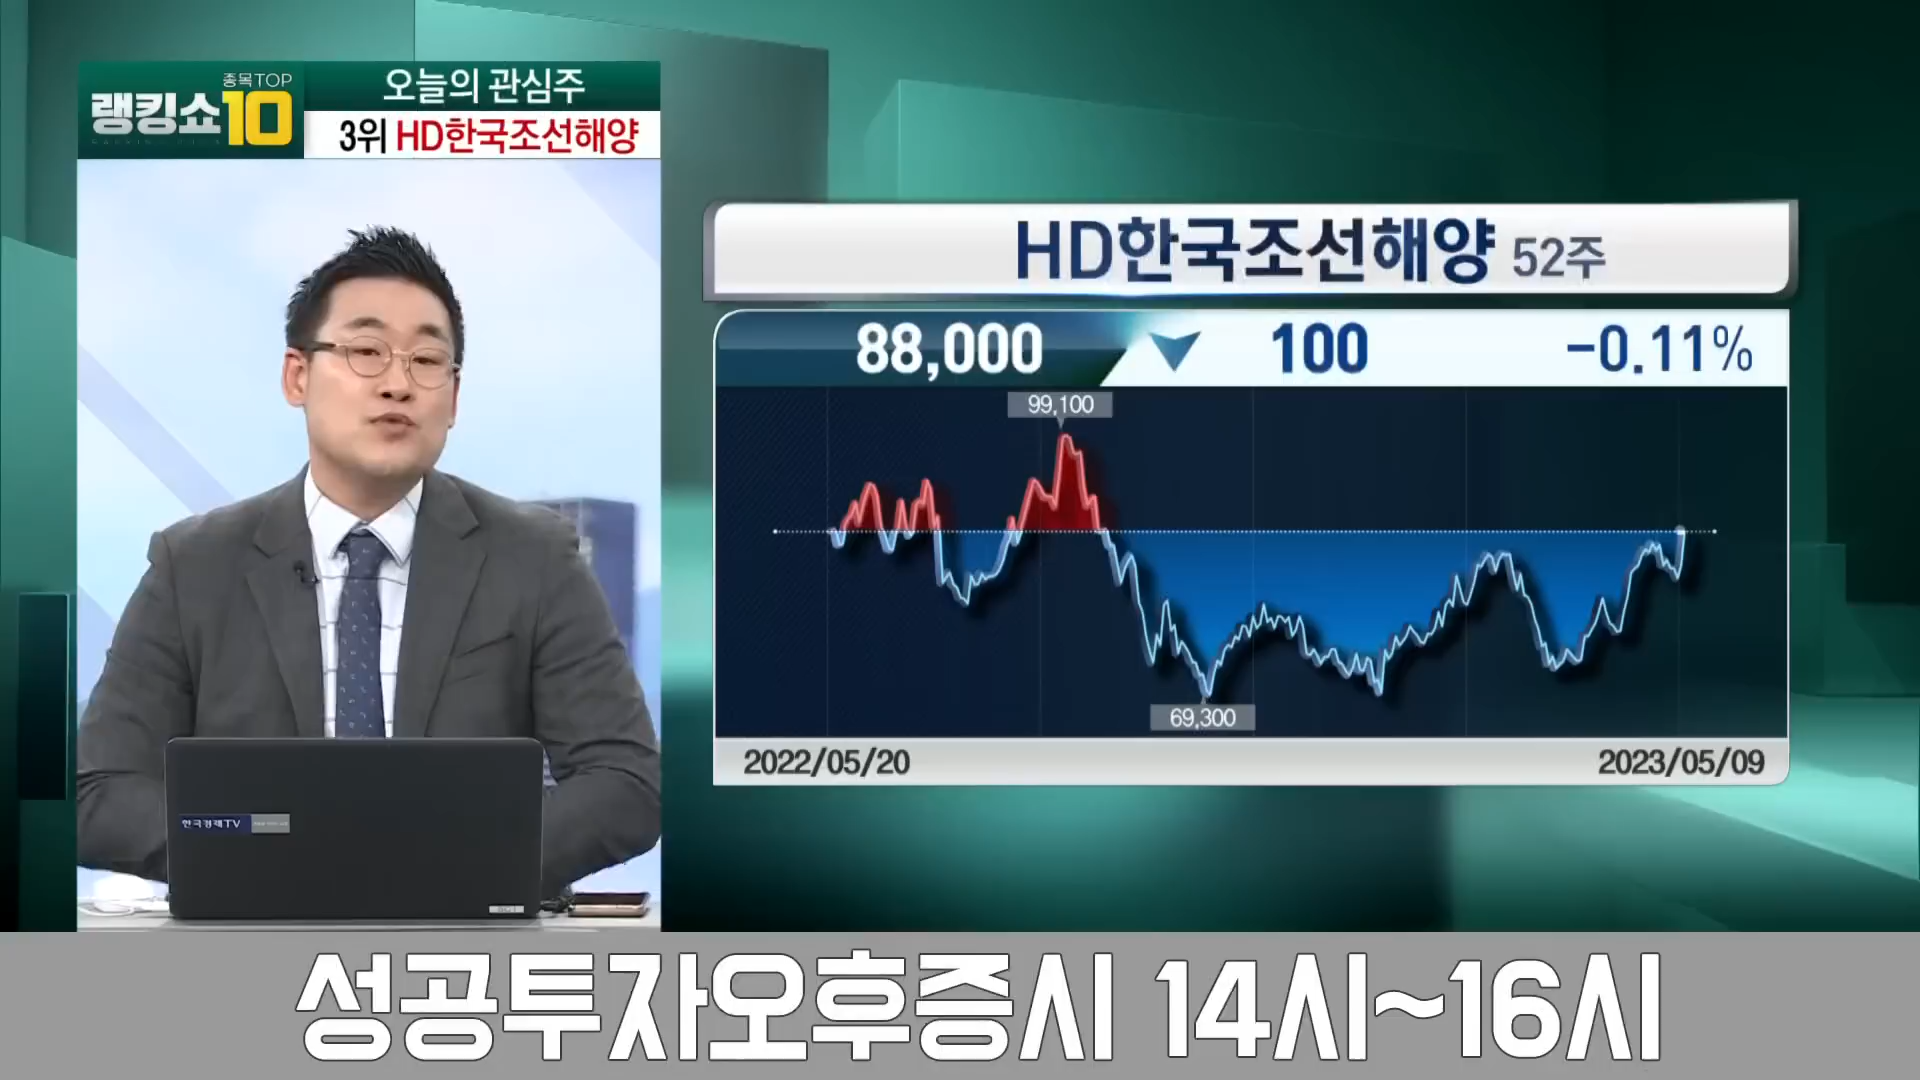 종목TOP
랭킹쇼10
오늘의 관심주
3위 HD한국조선해양
HD한국조선해양 52주
88,000 ▼ 100 -0.11%
99,100
69,300
2022/05/20 2023/05/09
한국경제TV
성공투자오후증시 14시~16시